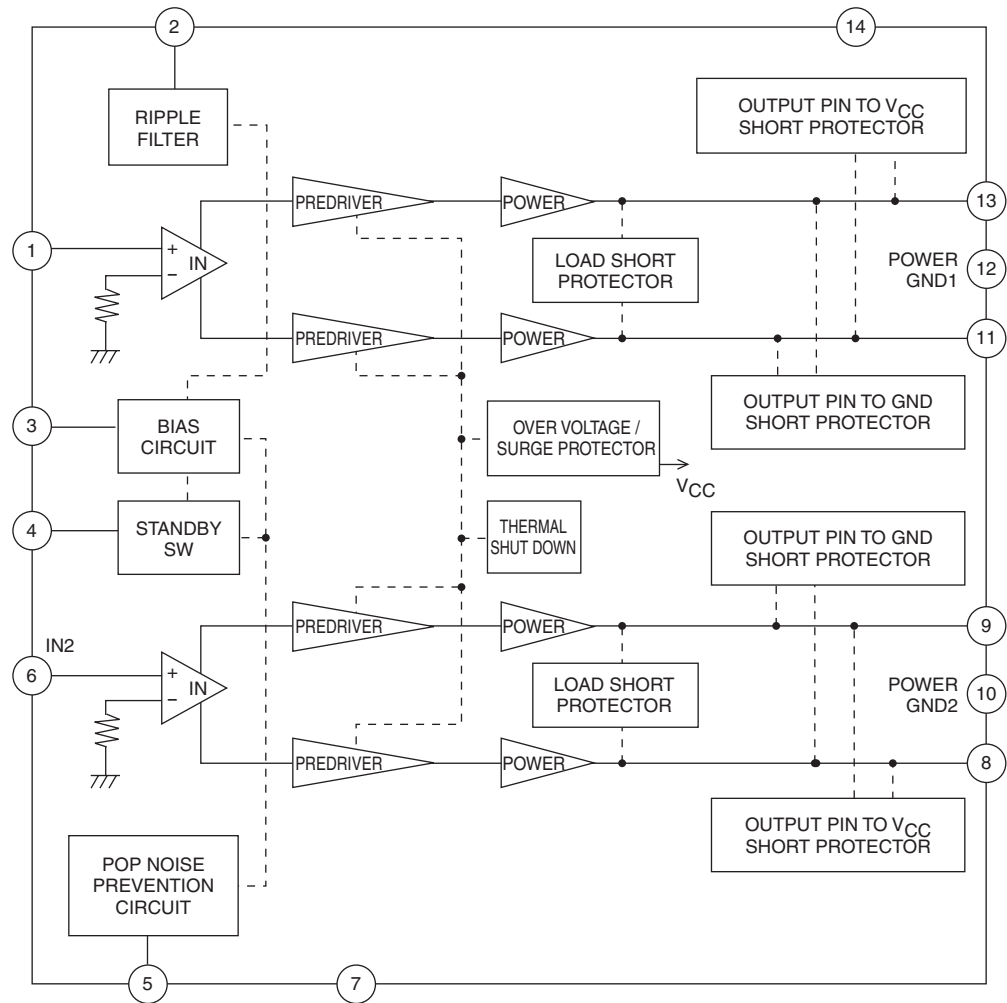 2
14
RIPPLE
FILTER
OUTPUT PIN TO VCC
SHORT PROTECTOR
PREDRIVER
POWER
13
1
+
IN
−
LOAD SHORT
PROTECTOR
POWER
GND1
12
PREDRIVER
POWER
11
3
BIAS
CIRCUIT
OVER VOLTAGE /
SURGE PROTECTOR
VCC
OUTPUT PIN TO GND
SHORT PROTECTOR
4
STANDBY
SW
THERMAL
SHUT DOWN
OUTPUT PIN TO GND
SHORT PROTECTOR
PREDRIVER
POWER
9
IN2
6
+
IN
−
LOAD SHORT
PROTECTOR
POWER
GND2
10
PREDRIVER
POWER
8
OUTPUT PIN TO VCC
SHORT PROTECTOR
POP NOISE
PREVENTION
CIRCUIT
5
7